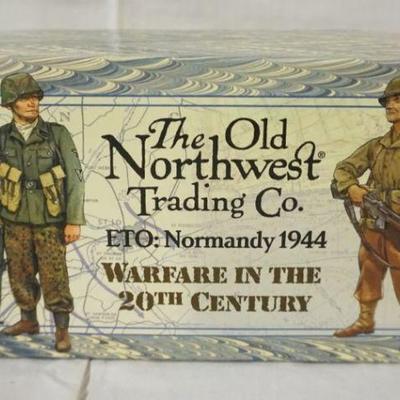 The Old
Northwest®
Trading Co.
ETO: Normandy 1944
WARFARE IN THE
20TH CENTURY